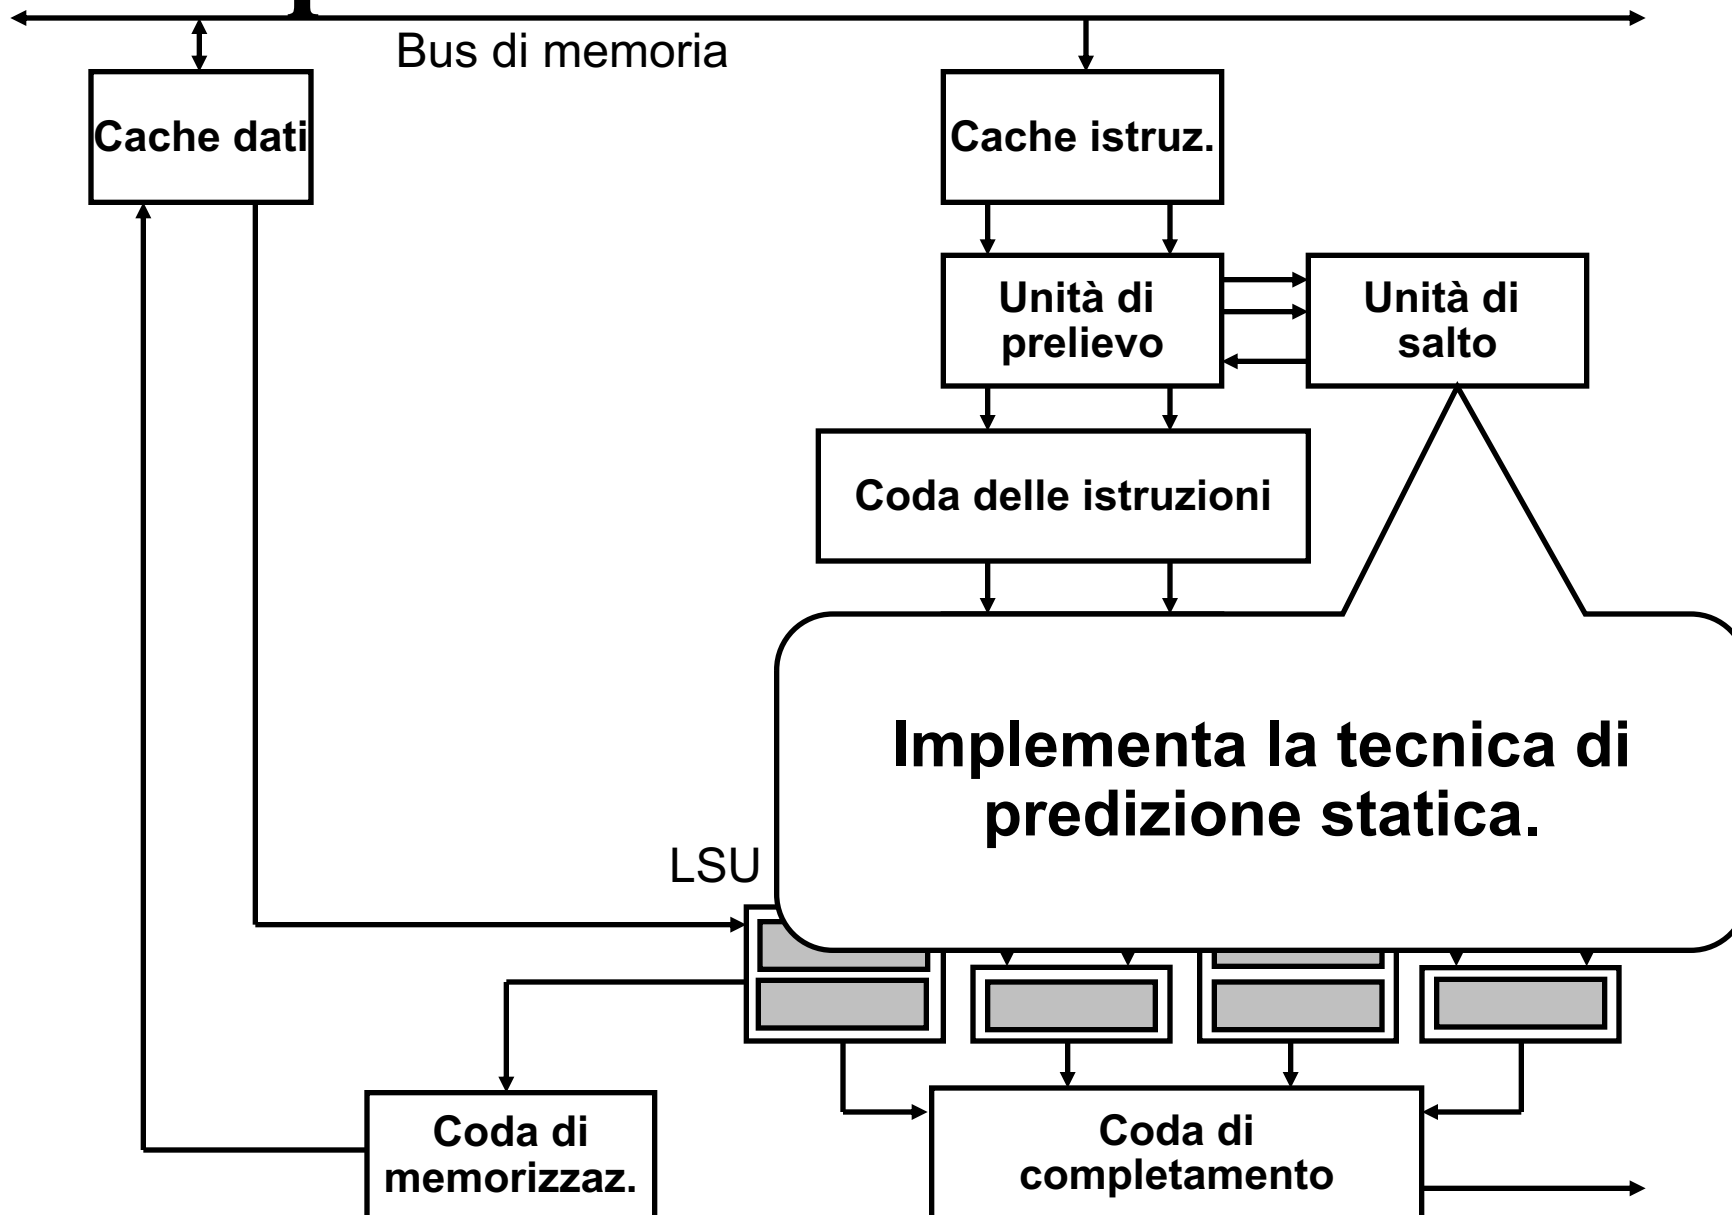 Bus di memoria
Cache dati
Cache istruz.
Unità di
prelievo
Unità di
salto
Coda delle istruzioni
Implementa la tecnica di
predizione statica.
LSU
Coda di
memorizzaz.
Coda di
completamento